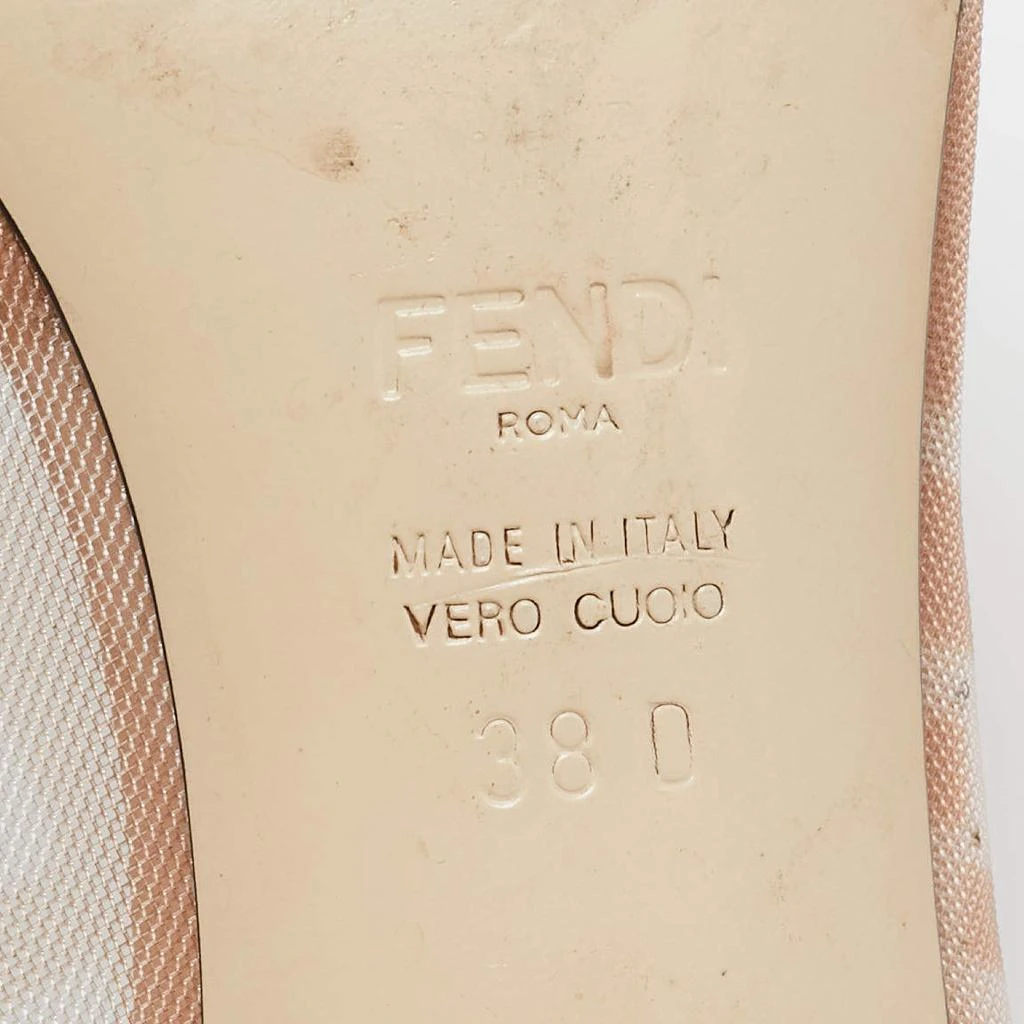 FENDI
ROMA
MADE IN ITALY
VERO CUOIO
38 D